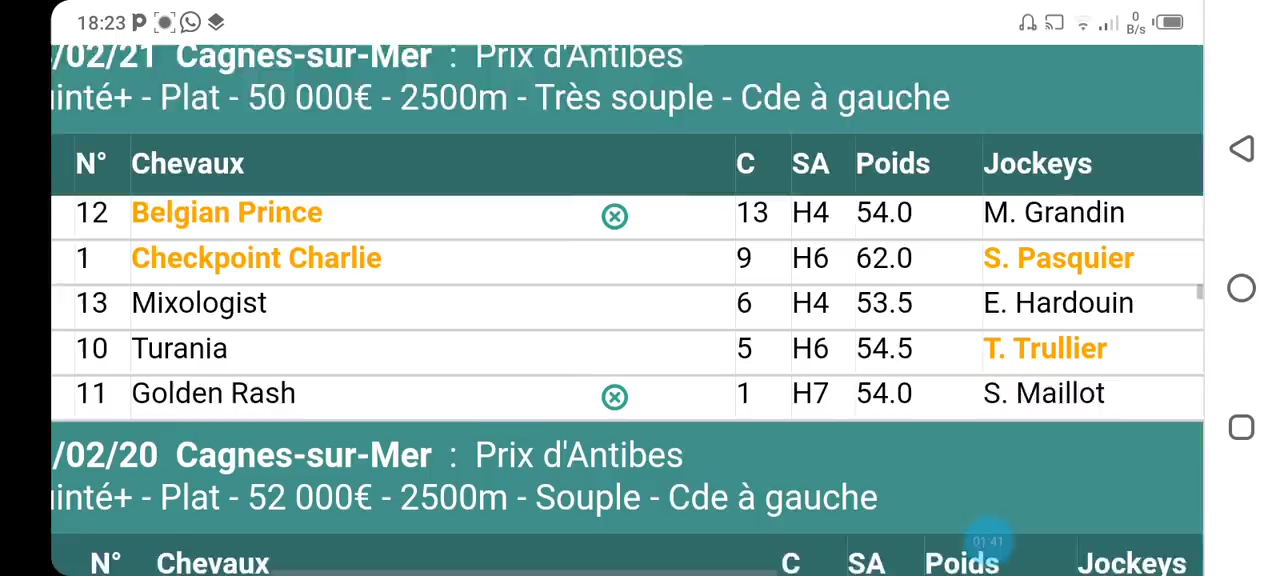 18:23
0 B/s
/02/21 Cagnes-sur-Mer : Prix d'Antibes
uinté+ - Plat - 50 000€ - 2500m - Très souple - Cde à gauche
N° Chevaux C SA Poids Jockeys
12 Belgian Prince 13 H4 54.0 M. Grandin
1 Checkpoint Charlie 9 H6 62.0 S. Pasquier
13 Mixologist 6 H4 53.5 E. Hardouin
10 Turania 5 H6 54.5 T. Trullier
11 Golden Rash 1 H7 54.0 S. Maillot
/02/20 Cagnes-sur-Mer : Prix d'Antibes
uinté+ - Plat - 52 000€ - 2500m - Souple - Cde à gauche
01:41
N° Chevaux C SA Poids Jockeys